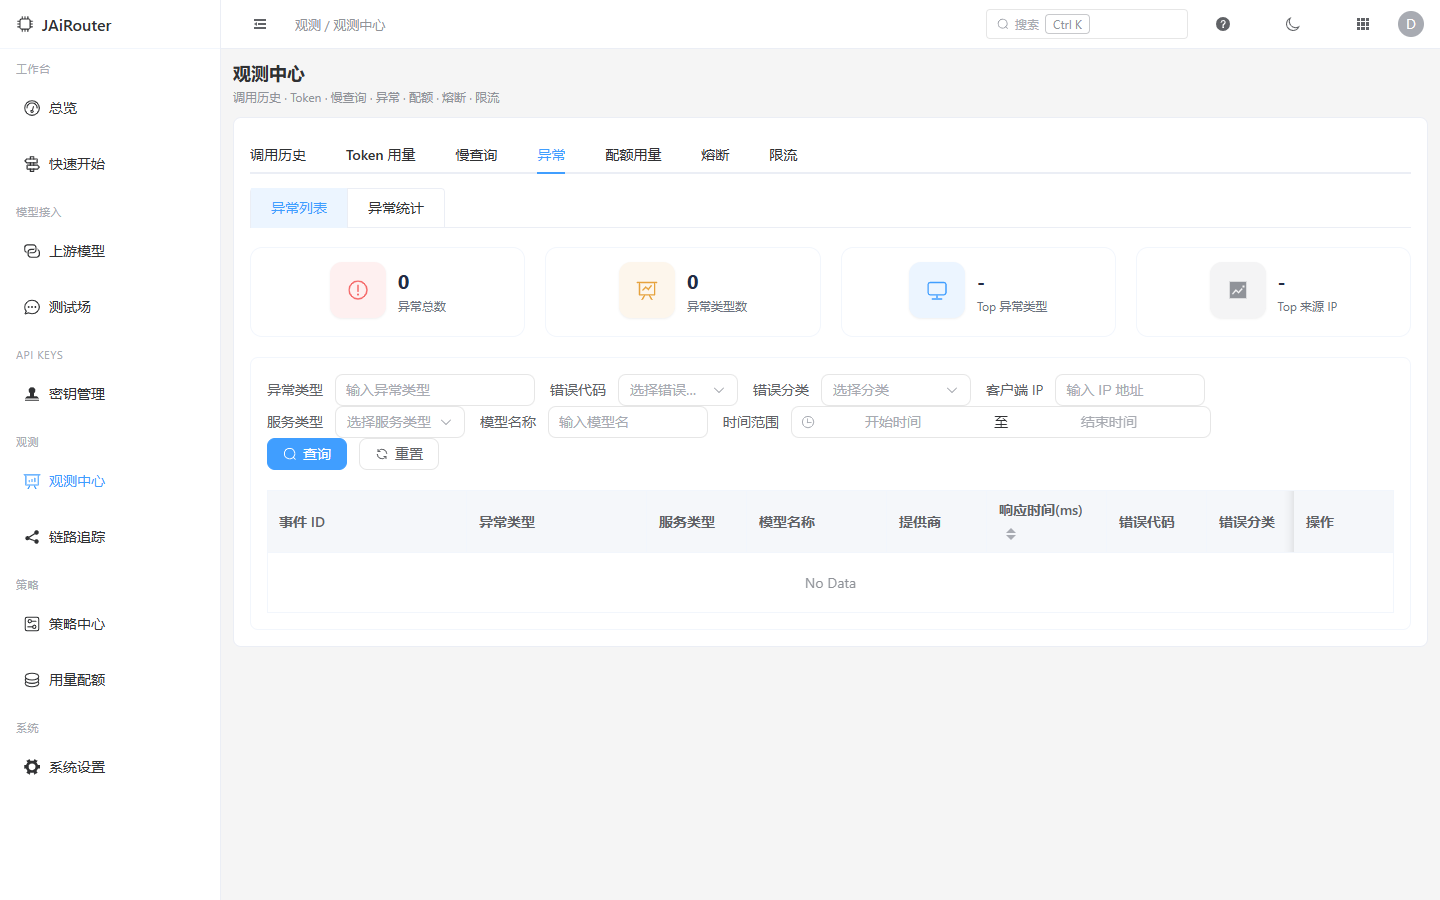 JAiRouter
观测 / 观测中心
搜索 Ctrl K
D
工作台
总览
快速开始
模型接入
上游模型
测试场
API KEYS
密钥管理
观测
观测中心
链路追踪
策略
策略中心
用量配额
系统
系统设置
观测中心
调用历史 · Token · 慢查询 · 异常 · 配额 · 熔断 · 限流
调用历史 Token 用量 慢查询 异常 配额用量 熔断 限流
异常列表 异常统计
0
异常总数
0
异常类型数
-
Top 异常类型
-
Top 来源 IP
异常类型 输入异常类型 错误代码 选择错误... 错误分类 选择分类 客户端 IP 输入 IP 地址
服务类型 选择服务类型 模型名称 输入模型名 时间范围 开始时间 至 结束时间
查询 重置
事件 ID 异常类型 服务类型 模型名称 提供商 响应时间(ms) 错误代码 错误分类 操作
No Data